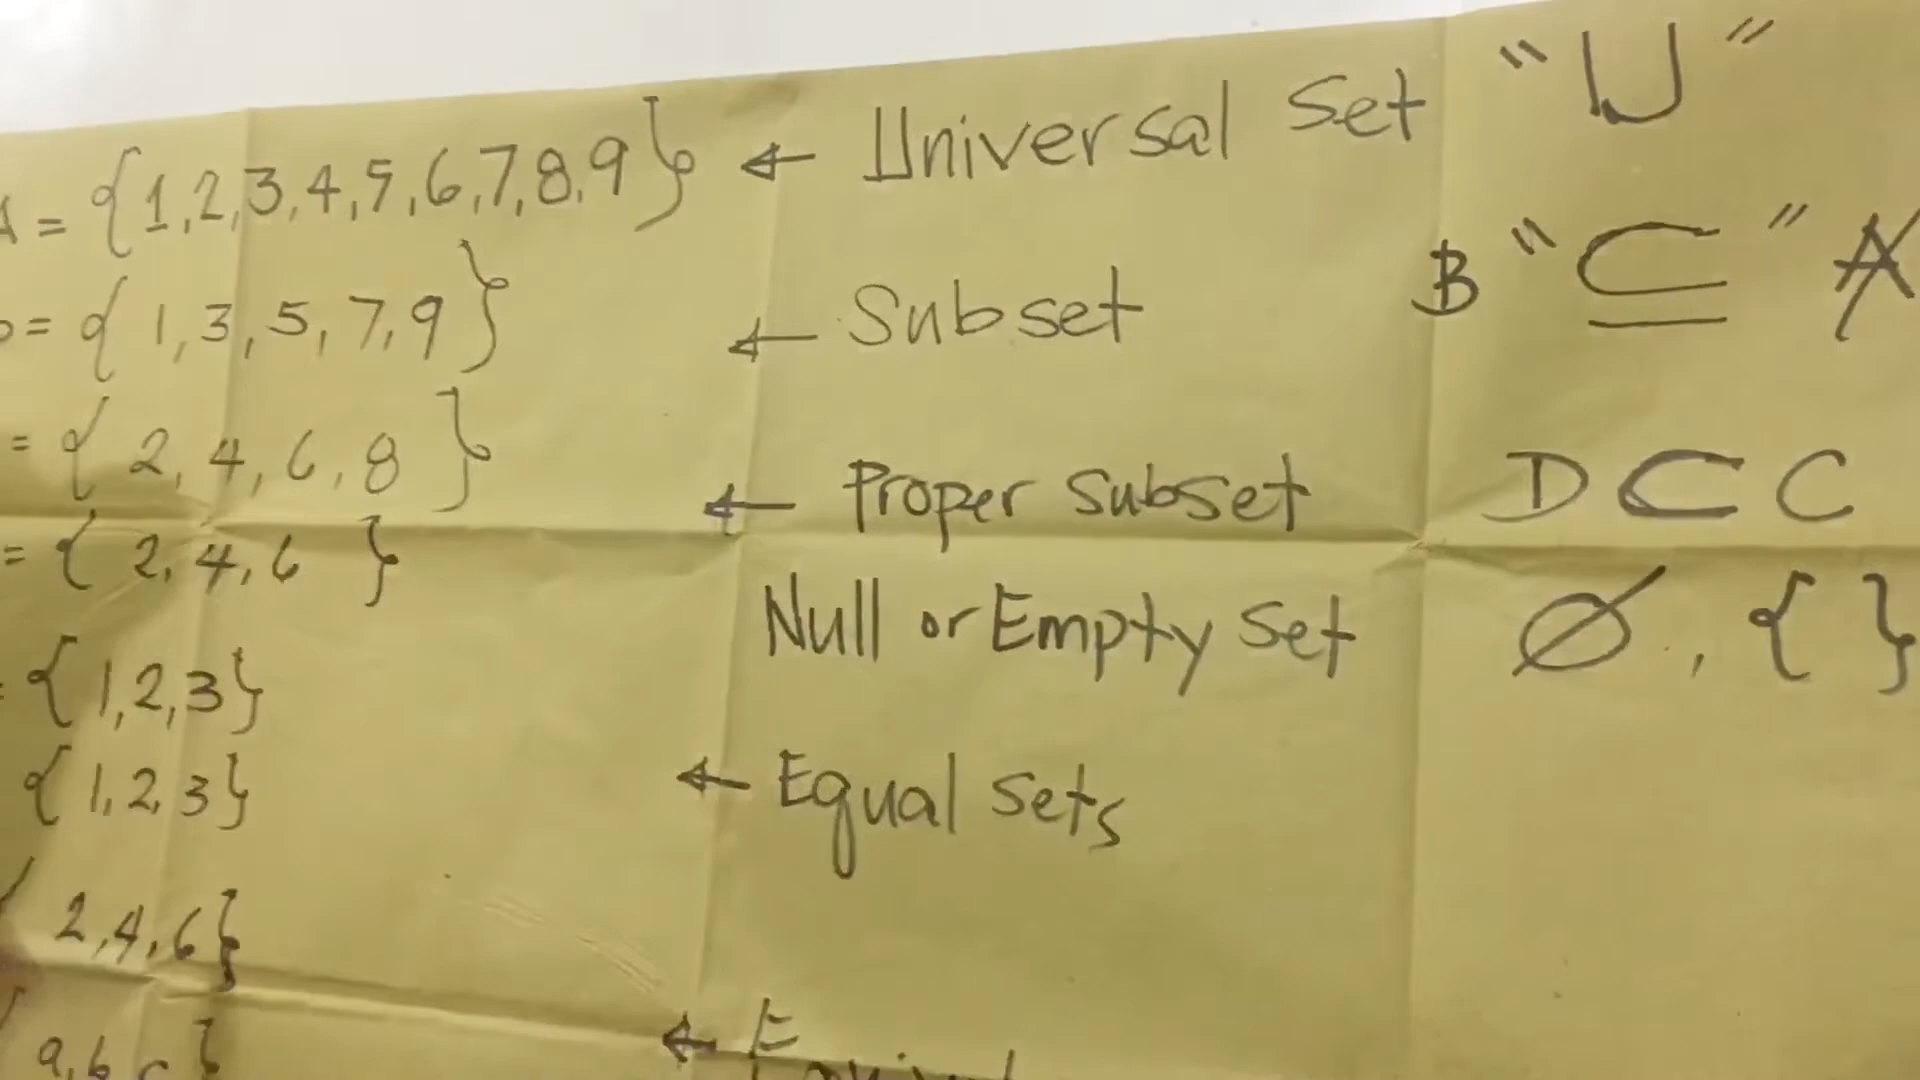 A = {1,2,3,4,5,6,7,8,9} ← Universal Set "U"
= {1,3,5,7,9} ← Subset B "⊆" A
= {2,4,6,8}
← Proper subset D ⊂ C
= {2,4,6}
Null or Empty Set Ø, { }
= {1,2,3}
{1,2,3}
← Equal sets
{2,4,6}
{a,b,c}
←